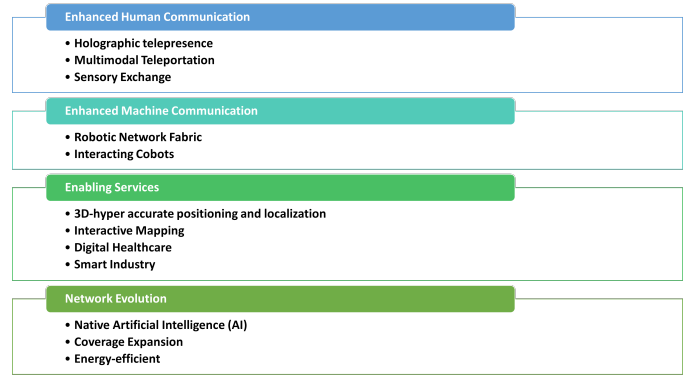 Enhanced Human Communication
• Holographic telepresence
• Multimodal Teleportation
• Sensory Exchange
Enhanced Machine Communication
• Robotic Network Fabric
• Interacting Cobots
Enabling Services
• 3D-hyper accurate positioning and localization
• Interactive Mapping
• Digital Healthcare
• Smart Industry
Network Evolution
• Native Artificial Intelligence (AI)
• Coverage Expansion
• Energy-efficient